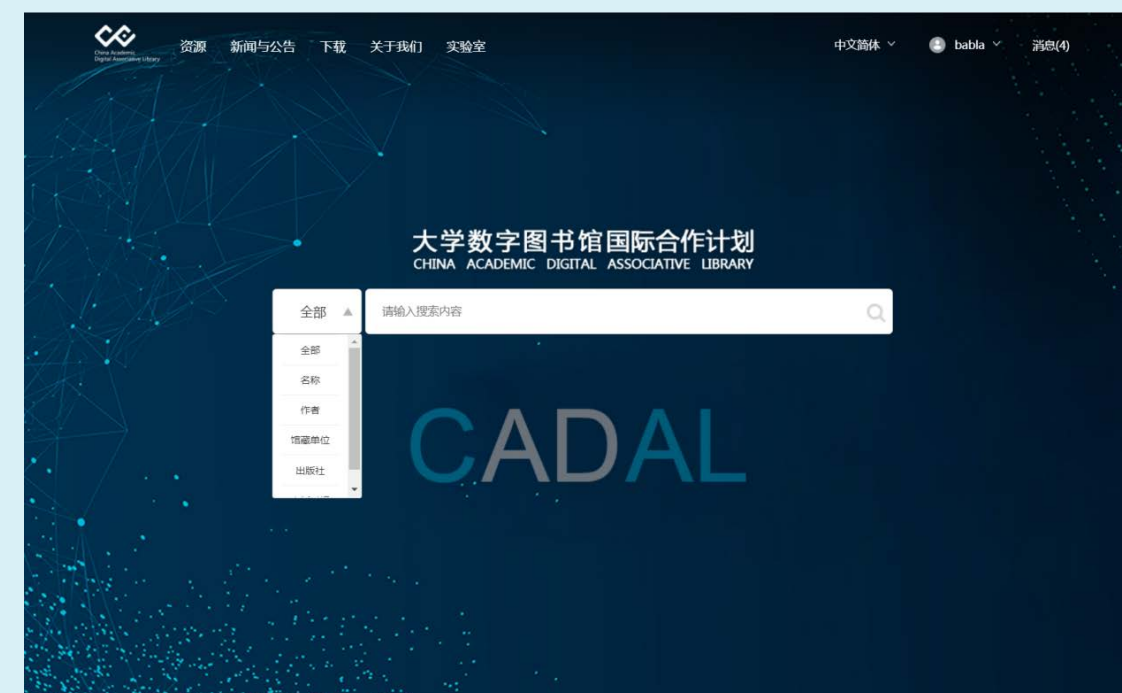 China Academic
Digital Associative Library
资源 新闻与公告 下载 关于我们 实验室 中文简体 babla 消息(4)
大学数字图书馆国际合作计划
CHINA ACADEMIC DIGITAL ASSOCIATIVE LIBRARY
全部 请输入搜索内容
全部
名称
作者
馆藏单位
出版社
CADAL